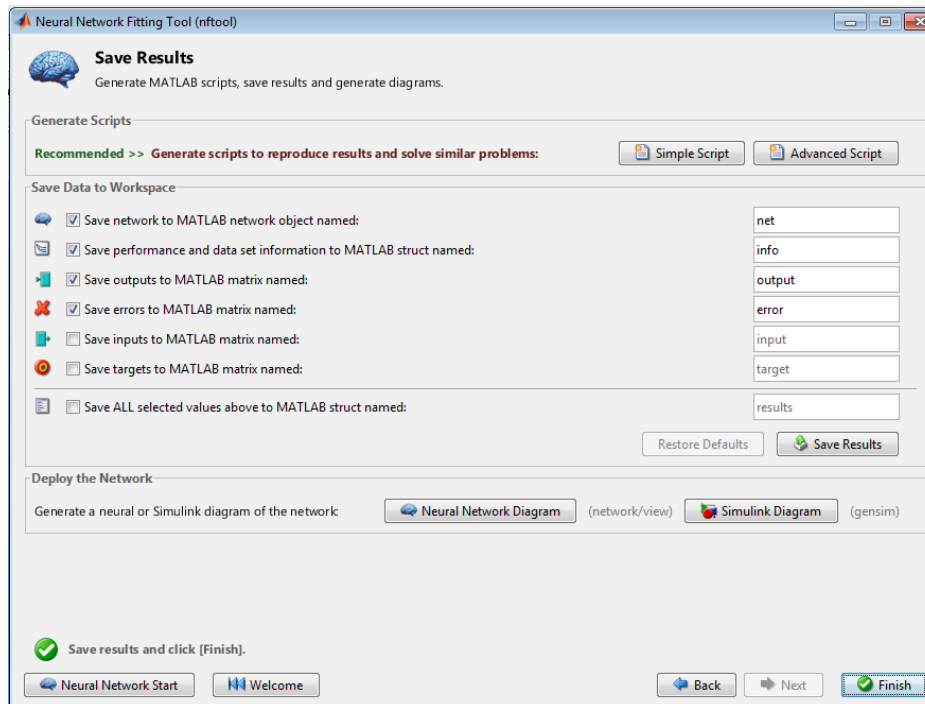 Neural Network Fitting Tool (nftool)
Save Results
Generate MATLAB scripts, save results and generate diagrams.
Generate Scripts
Recommended >> Generate scripts to reproduce results and solve similar problems: Simple Script Advanced Script
Save Data to Workspace
Save network to MATLAB network object named: net
Save performance and data set information to MATLAB struct named: info
Save outputs to MATLAB matrix named: output
Save errors to MATLAB matrix named: error
Save inputs to MATLAB matrix named: input
Save targets to MATLAB matrix named: target
Save ALL selected values above to MATLAB struct named: results
Restore Defaults Save Results
Deploy the Network
Generate a neural or Simulink diagram of the network: Neural Network Diagram (network/view) Simulink Diagram (gensim)
Save results and click [Finish].
Neural Network Start Welcome Back Next Finish